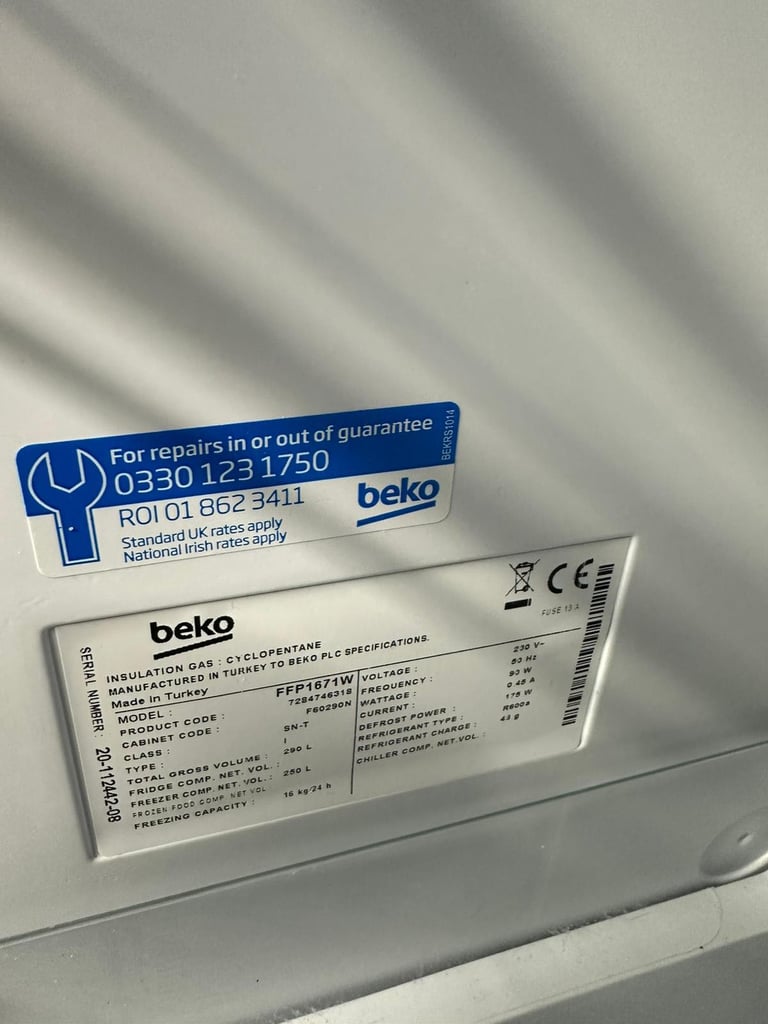 For repairs in or out of guarantee
0330 123 1750
ROI 01 862 3411
Standard UK rates apply
National Irish rates apply
beko
BEKRS1014
beko
CE
FUSE 13 A
INSULATION GAS : CYCLOPENTANE
MANUFACTURED IN TURKEY TO BEKO PLC SPECIFICATIONS.
Made in Turkey
MODEL : FFP1671W
PRODUCT CODE : 7284746318
CABINET CODE : F60290N
CLASS : SN-T
TYPE : I
TOTAL GROSS VOLUME : 290 L
FRIDGE COMP. NET. VOL. :
FREEZER COMP. NET. VOL. : 250 L
FROZEN FOOD COMP. NET VOL
FREEZING CAPACITY : 16 kg/24 h
VOLTAGE : 230 V~
FREQUENCY : 50 Hz
WATTAGE : 90 W
CURRENT : 0.45 A
DEFROST POWER : 175 W
REFRIGERANT TYPE : R600a
REFRIGERANT CHARGE : 43 g
CHILLER COMP. NET.VOL. :
SERIAL NUMBER: 20-112442-08